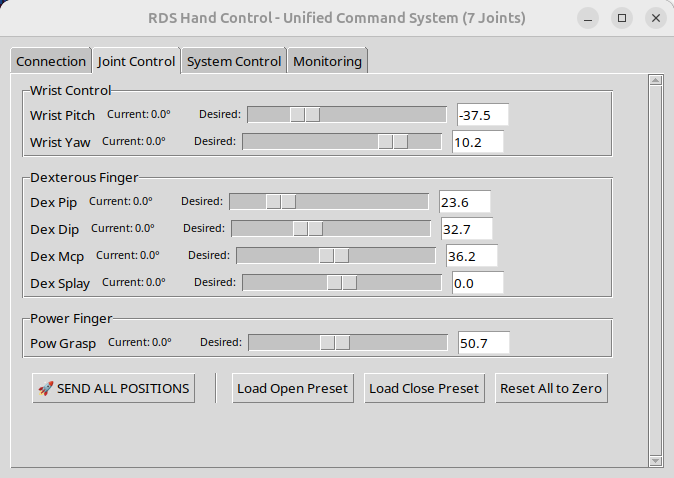 RDS Hand Control - Unified Command System (7 Joints)
Connection Joint Control System Control Monitoring
Wrist Control
Wrist Pitch Current: 0.0° Desired: -37.5
Wrist Yaw Current: 0.0° Desired: 10.2
Dexterous Finger
Dex Pip Current: 0.0° Desired: 23.6
Dex Dip Current: 0.0° Desired: 32.7
Dex Mcp Current: 0.0° Desired: 36.2
Dex Splay Current: 0.0° Desired: 0.0
Power Finger
Pow Grasp Current: 0.0° Desired: 50.7
🚀 SEND ALL POSITIONS Load Open Preset Load Close Preset Reset All to Zero